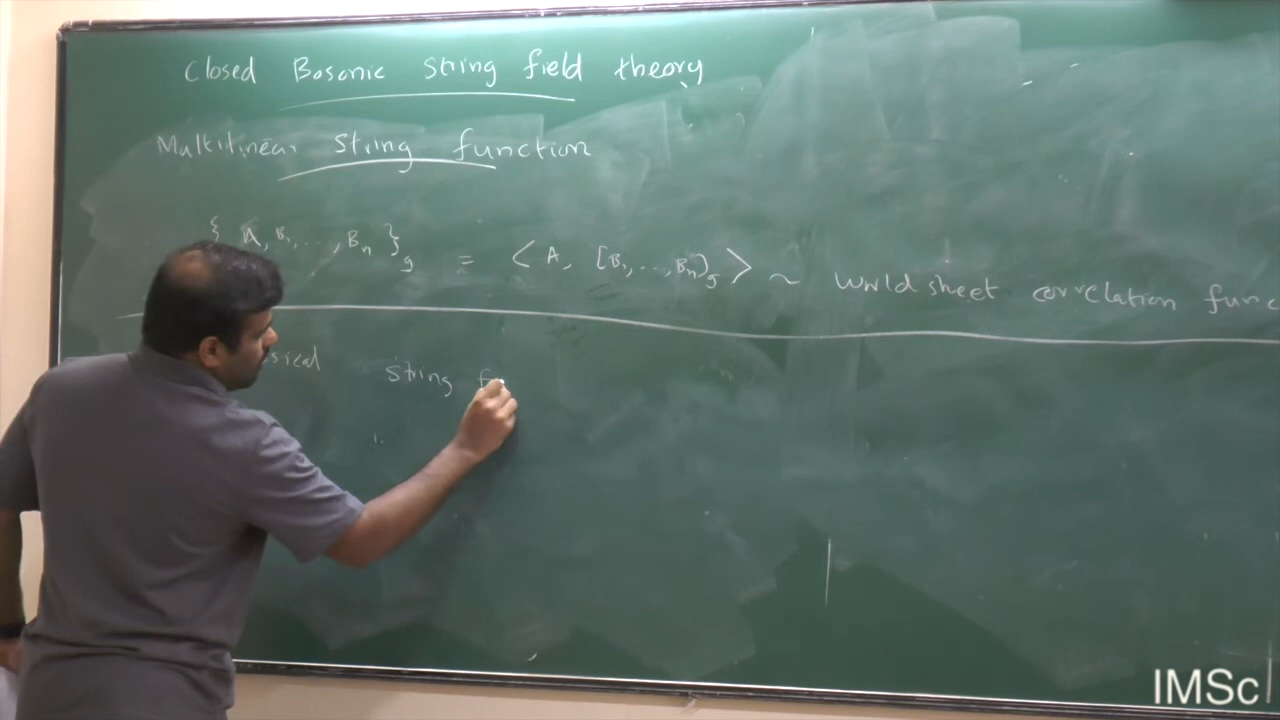 Closed Bosonic string field theory
Multilinear string function
{ A, B₁, ..., Bₙ }_g = ⟨ A, [B₁, ..., Bₙ]_g ⟩ ~ world sheet correlation func
string
IMSc